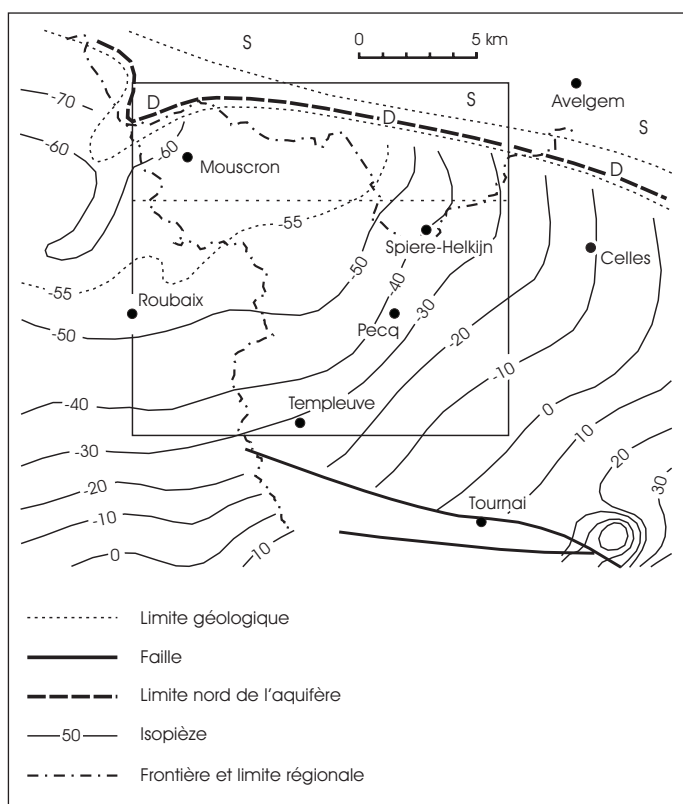 S
0 5 km
-70
D
S
Avelgem
-60
-60
D
S
Mouscron
D
-55
Spiere-Helkijn
-50
Celles
-55
-40
Roubaix
-30
-50
Pecq
-20
-10
-40
Templeuve
0
-30
10
-20
20
-10
Tournai
30
0
-10
Limite géologique
Faille
Limite nord de l'aquifère
50
Isopièze
Frontière et limite régionale